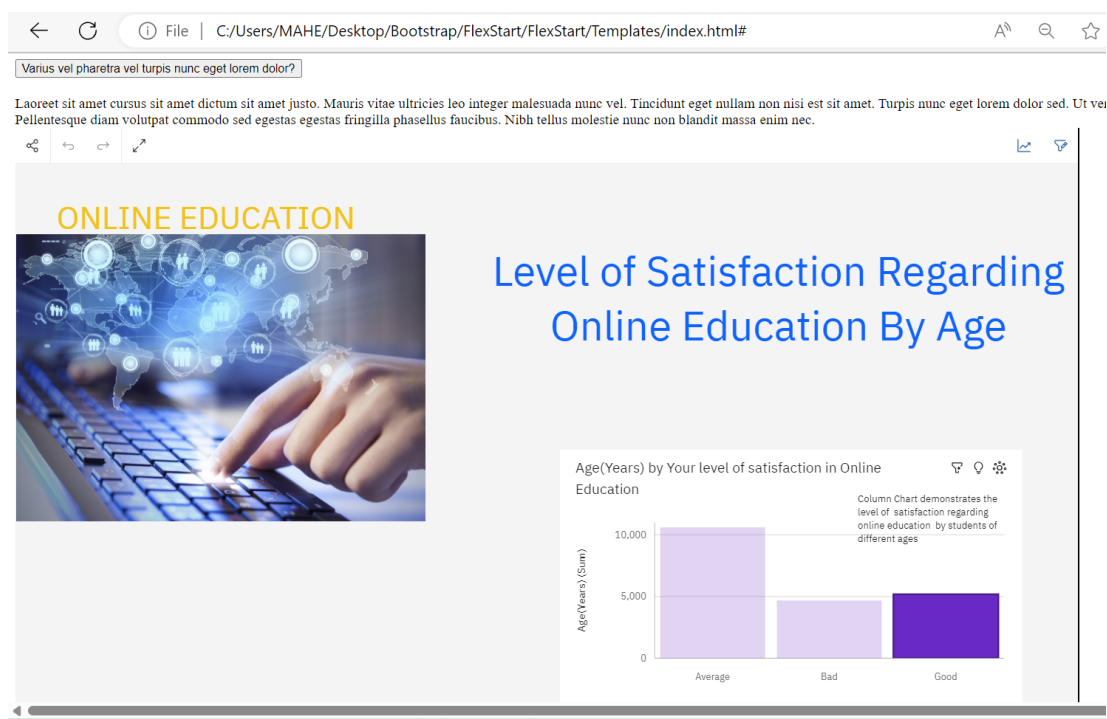 File | C:/Users/MAHE/Desktop/Bootstrap/FlexStart/FlexStart/Templates/index.html#
Varius vel pharetra vel turpis nunc eget lorem dolor?
Laoreet sit amet cursus sit amet dictum sit amet justo. Mauris vitae ultricies leo integer malesuada nunc vel. Tincidunt eget nullam non nisi est sit amet. Turpis nunc eget lorem dolor sed. Ut
Pellentesque diam volutpat commodo sed egestas egestas fringilla phasellus faucibus. Nibh tellus molestie nunc non blandit massa enim nec.
ONLINE EDUCATION
Level of Satisfaction Regarding
Online Education By Age
Age(Years) by Your level of satisfaction in Online
Education
Column Chart demonstrates the
level of satisfaction regarding
online education by students of
different ages
Age(Years) (Sum)
10,000
5,000
0
Average
Bad
Good